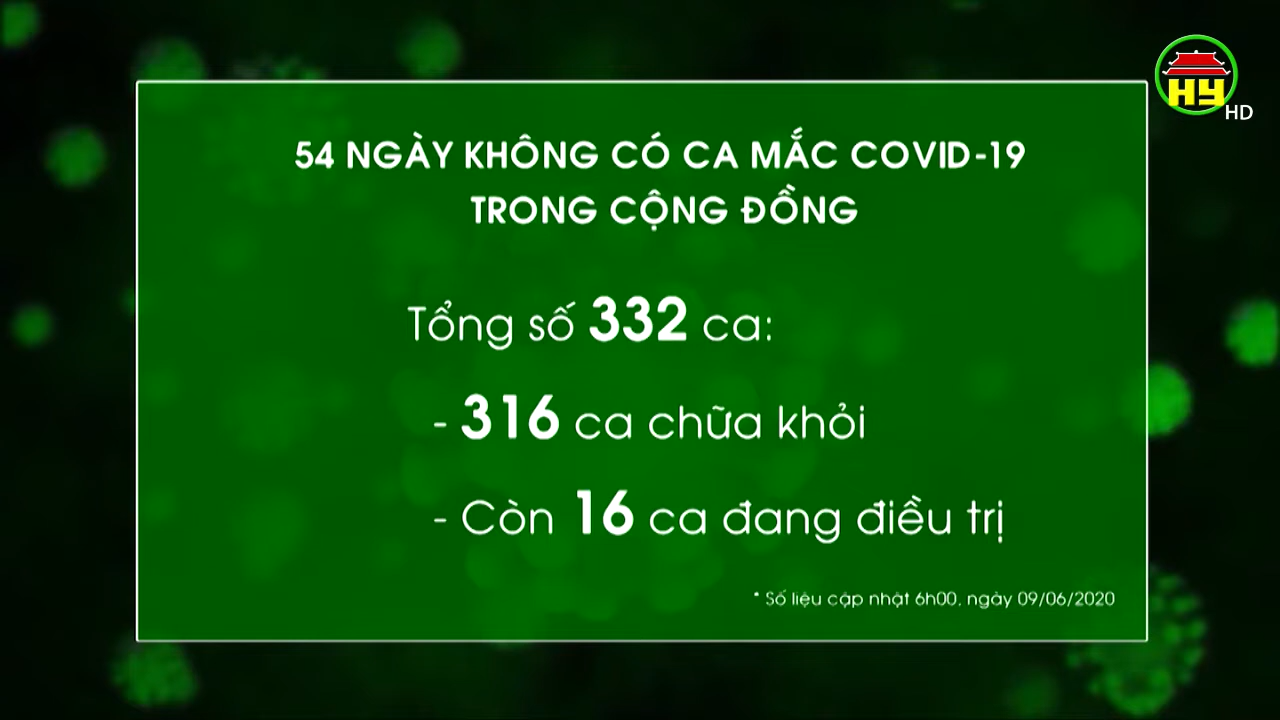 HY
HD
54 NGÀY KHÔNG CÓ CA MẮC COVID-19
TRONG CỘNG ĐỒNG
Tổng số 332 ca:
- 316 ca chữa khỏi
- Còn 16 ca đang điều trị
* Số liệu cập nhật 6h00, ngày 09/06/2020